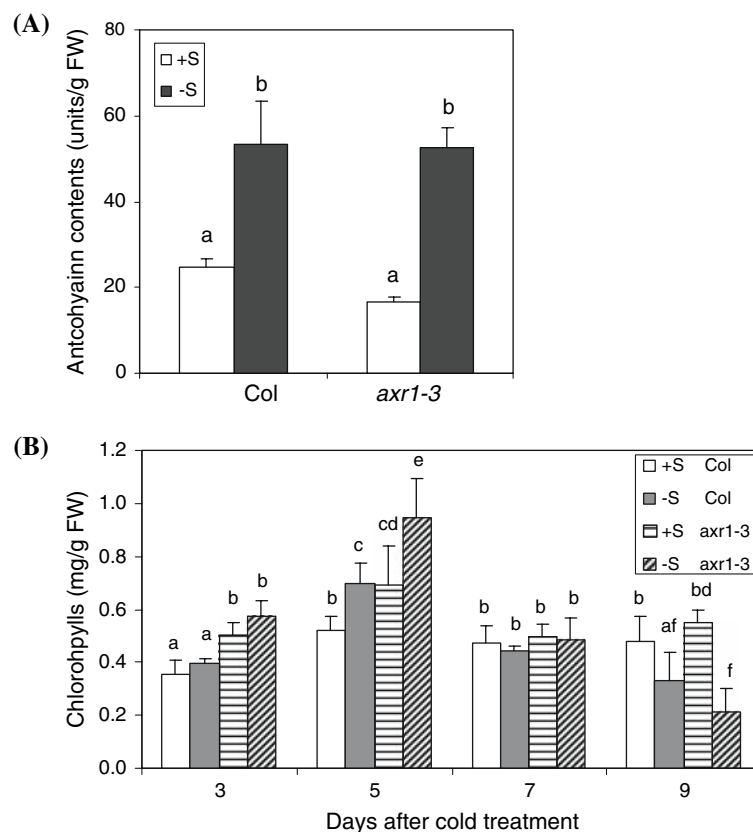 (A)
Antcohyainn contents (units/g FW)
80
60
40
20
0
+S
-S
a
b
a
b
Col
axr1-3
(B)
Chlorohpylls (mg/g FW)
1.2
1.0
0.8
0.6
0.4
0.2
0.0
+S Col
-S Col
+S axr1-3
-S axr1-3
a
a
b
b
b
c
cd
e
b
b
b
b
b
af
bd
f
3
5
7
9
Days after cold treatment